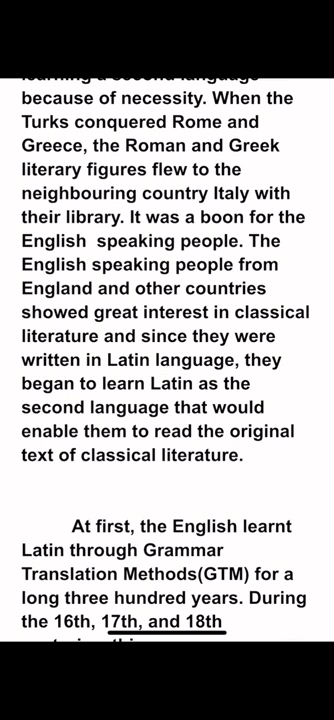 learning a second language
because of necessity. When the
Turks conquered Rome and
Greece, the Roman and Greek
literary figures flew to the
neighbouring country Italy with
their library. It was a boon for the
English speaking people. The
English speaking people from
England and other countries
showed great interest in classical
literature and since they were
written in Latin language, they
began to learn Latin as the
second language that would
enable them to read the original
text of classical literature.
At first, the English learnt
Latin through Grammar
Translation Methods(GTM) for a
long three hundred years. During
the 16th, 17th, and 18th